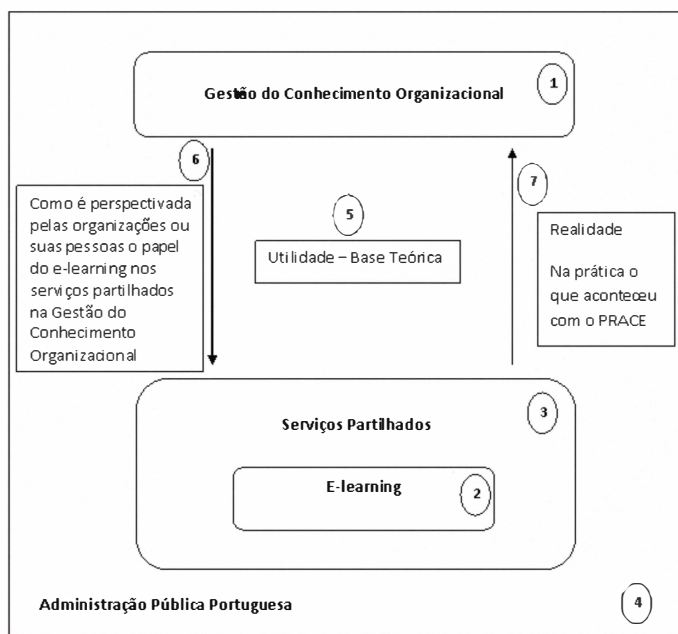 1
Gestão do Conhecimento Organizacional
6
7
Como é perspectivada
pelas organizações ou
suas pessoas o papel
do e-learning nos
serviços partilhados
na Gestão do
Conhecimento
Organizacional
5
Utilidade – Base Teórica
Realidade
Na prática o
que aconteceu
com o PRACE
3
Serviços Partilhados
E-learning
2
Administração Pública Portuguesa
4